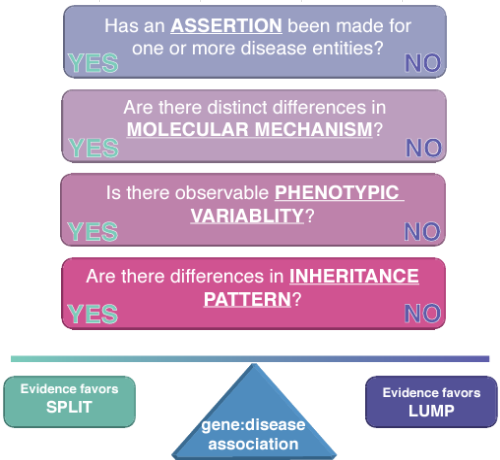 Has an ASSERTION been made for
one or more disease entities?
YES NO
Are there distinct differences in
MOLECULAR MECHANISM?
YES NO
Is there observable PHENOTYPIC
VARIABLITY?
YES NO
Are there differences in INHERITANCE
PATTERN?
YES NO
Evidence favors
SPLIT
gene:disease
association
Evidence favors
LUMP